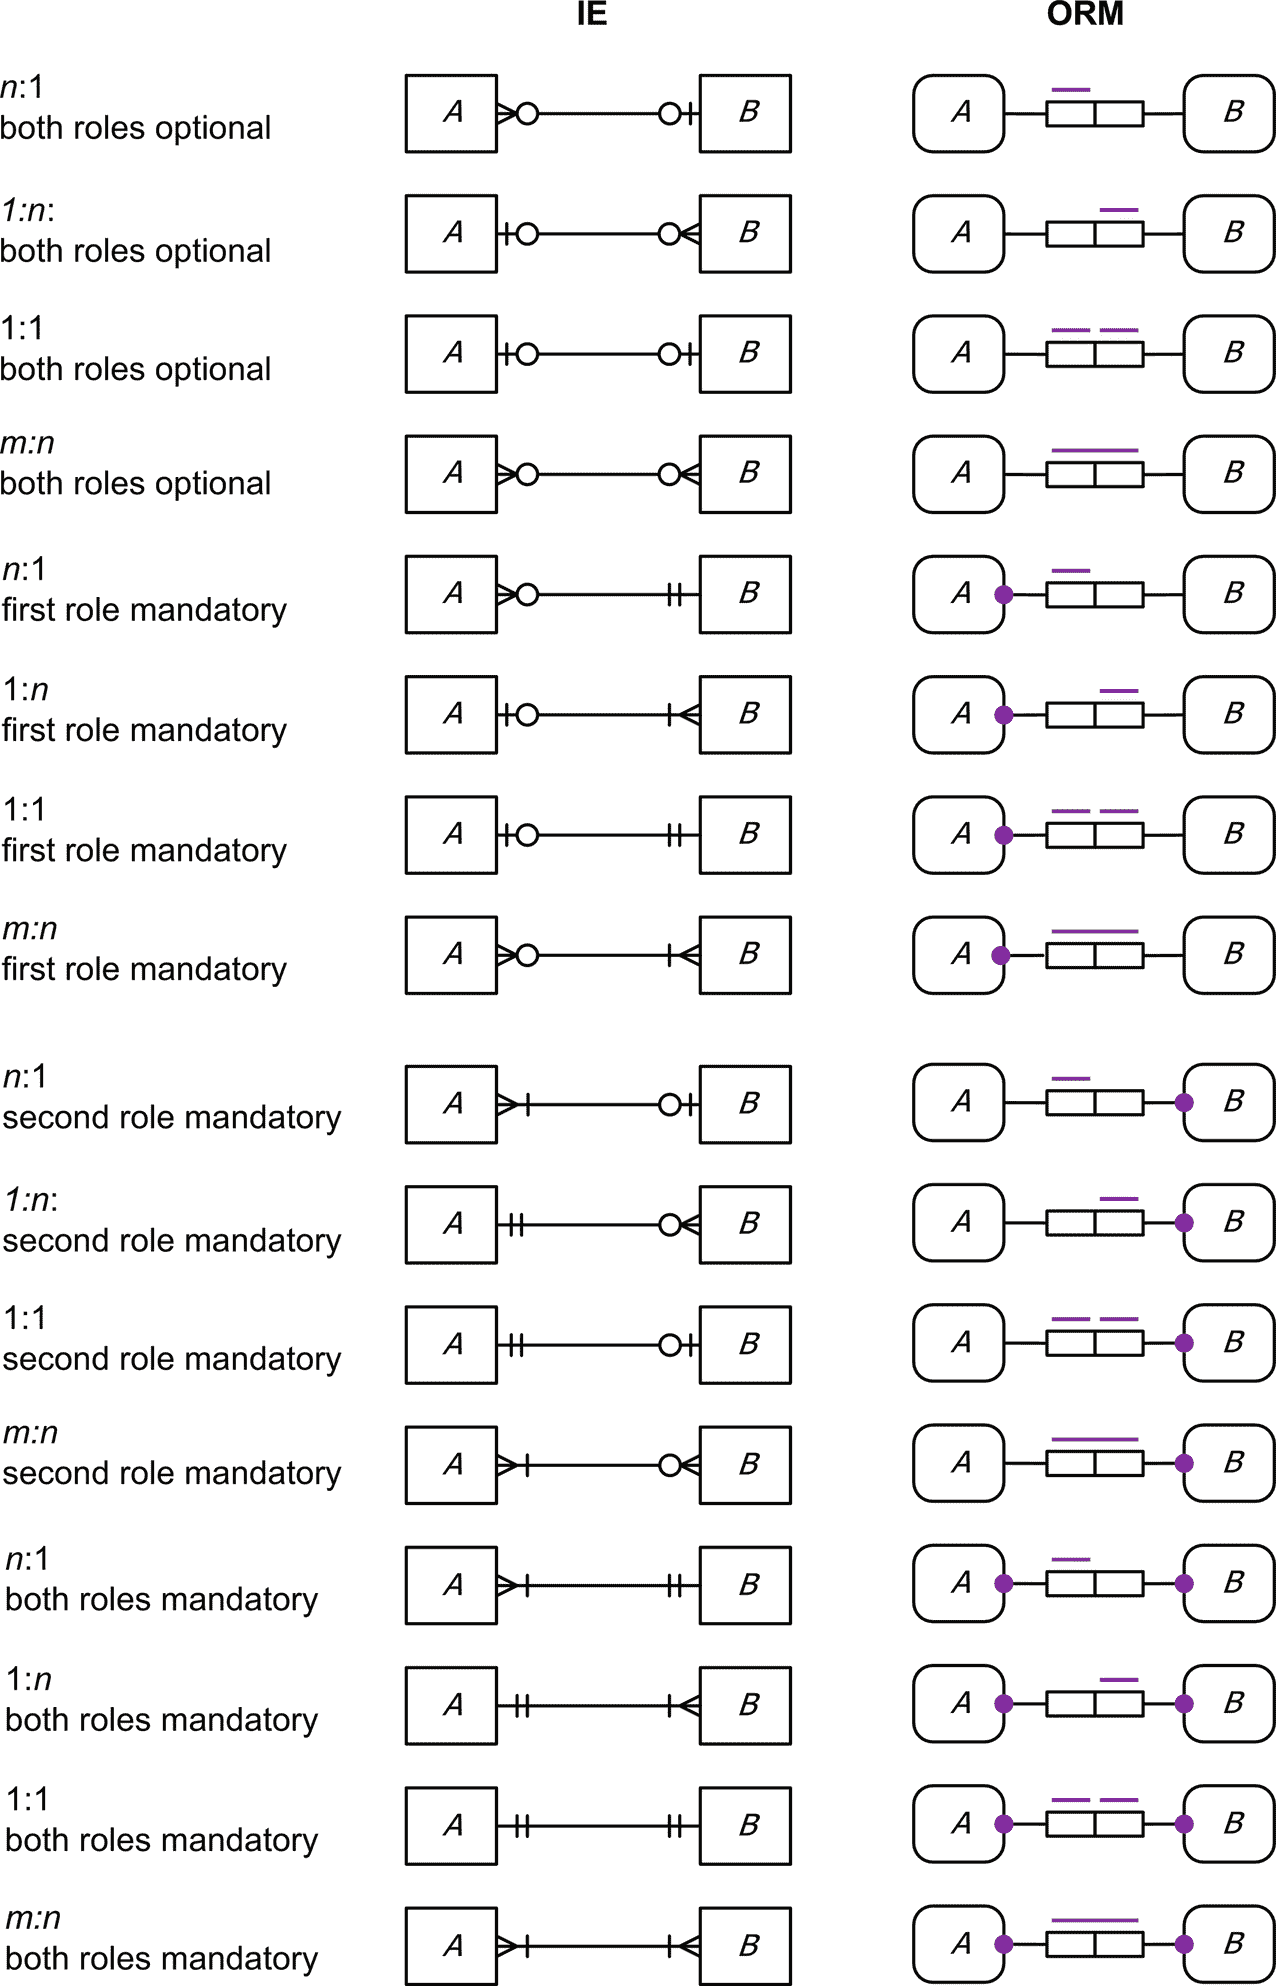 IE ORM
n:1
both roles optional
A B A B
1:n:
both roles optional
A B A B
1:1
both roles optional
A B A B
m:n
both roles optional
A B A B
n:1
first role mandatory
A B A B
1:n
first role mandatory
A B A B
1:1
first role mandatory
A B A B
m:n
first role mandatory
A B A B
n:1
second role mandatory
A B A B
1:n:
second role mandatory
A B A B
1:1
second role mandatory
A B A B
m:n
second role mandatory
A B A B
n:1
both roles mandatory
A B A B
1:n
both roles mandatory
A B A B
1:1
both roles mandatory
A B A B
m:n
both roles mandatory
A B A B